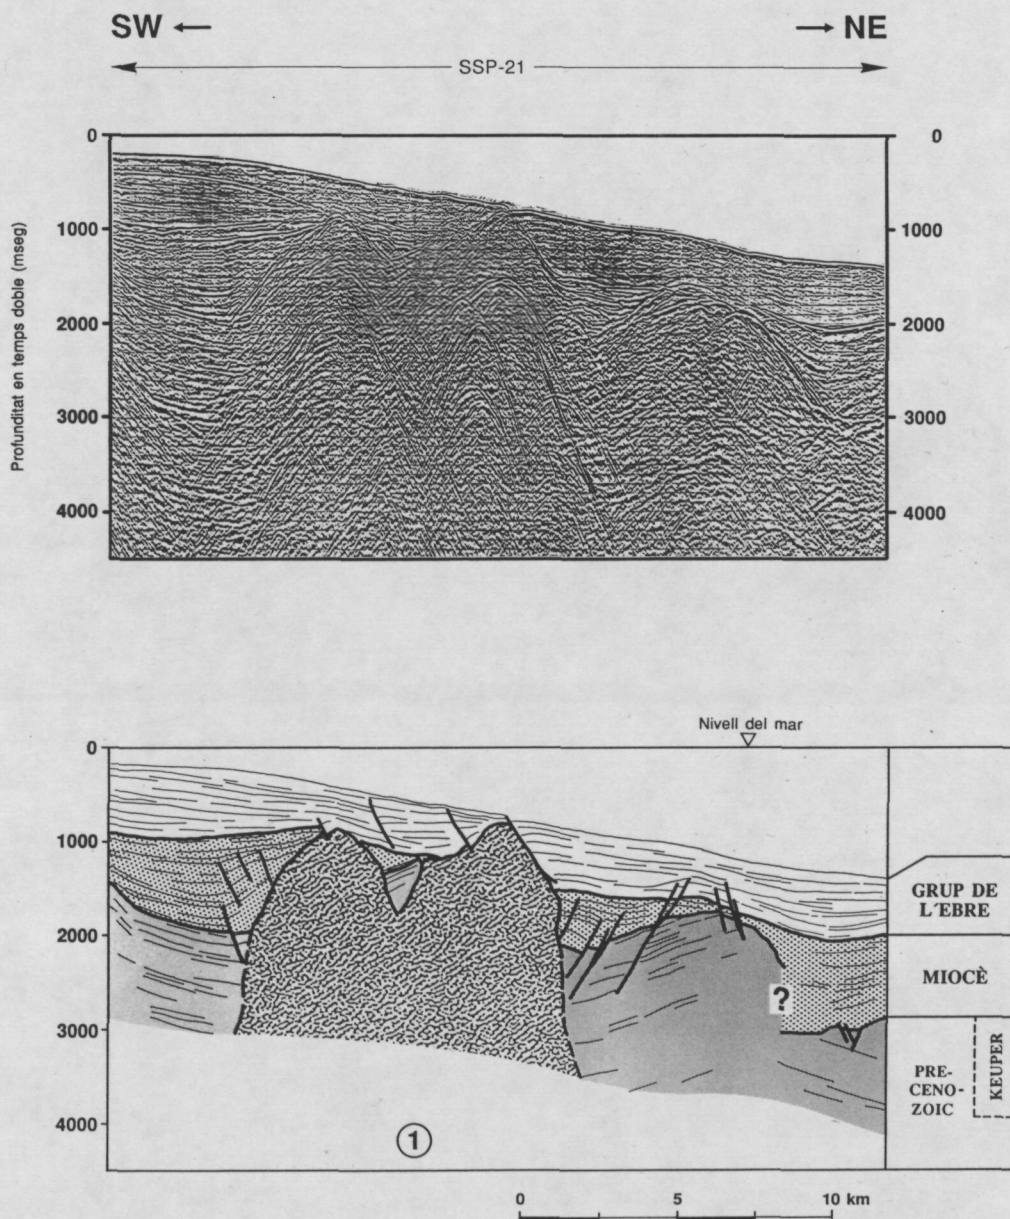 SW ← → NE
SSP-21
0 0
1000 1000
2000 2000
3000 3000
4000 4000
Profunditat en temps doble (mseg)
Nivell del mar
0
1000
2000
3000
4000
GRUP DE
L´EBRE
MIOCÈ
?
PRE-
CENO-
ZOIC
KEUPER
1
0 5 10 km